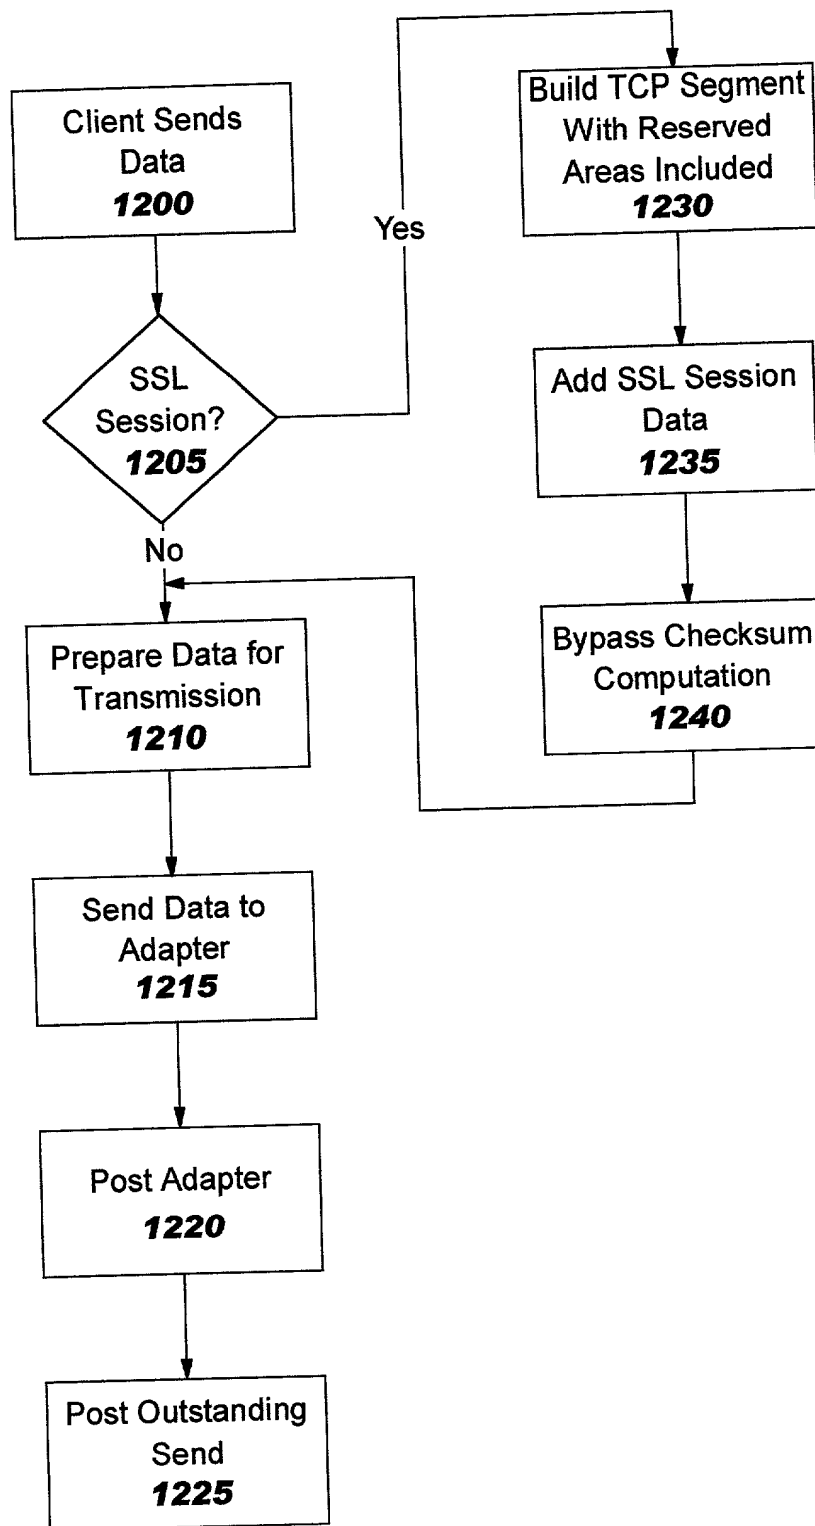 Client Sends
Data
1200
SSL
Session?
1205
Yes
No
Prepare Data for
Transmission
1210
Send Data to
Adapter
1215
Post Adapter
1220
Post Outstanding
Send
1225
Build TCP Segment
With Reserved
Areas Included
1230
Add SSL Session
Data
1235
Bypass Checksum
Computation
1240